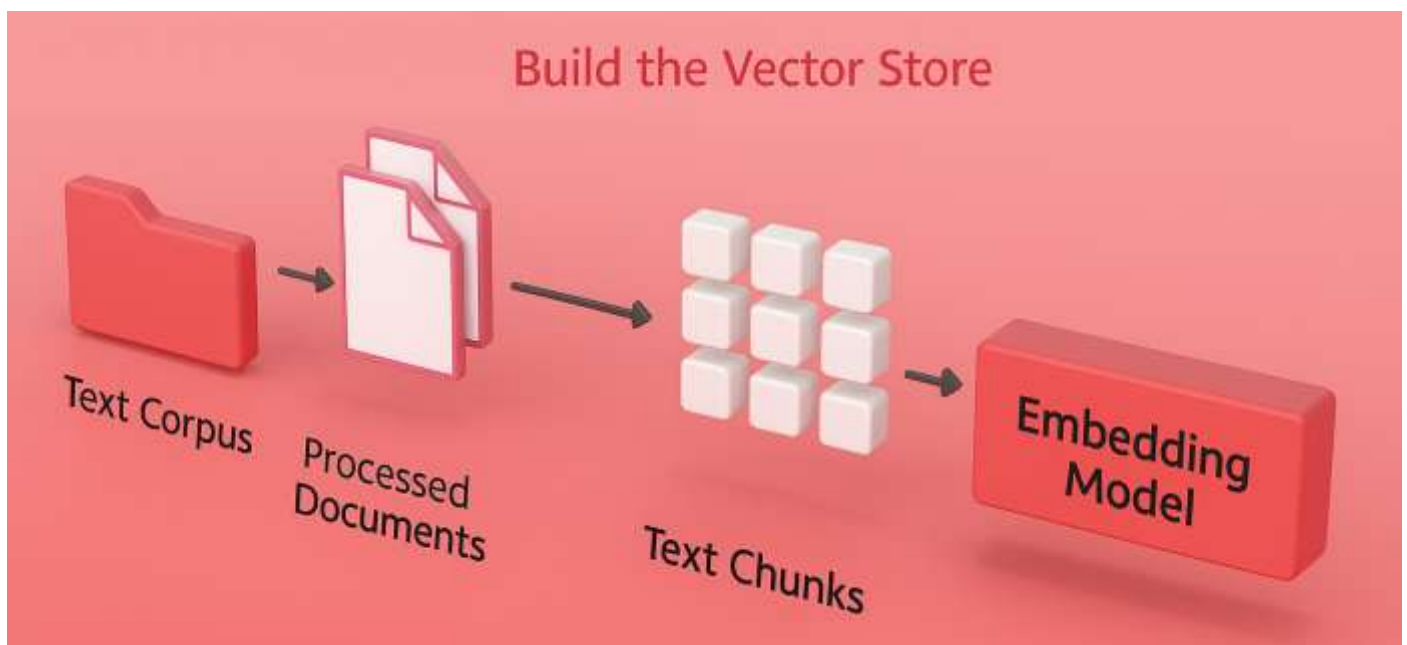 Build the Vector Store
Text Corpus
Processed
Documents
Text Chunks
Embedding
Model